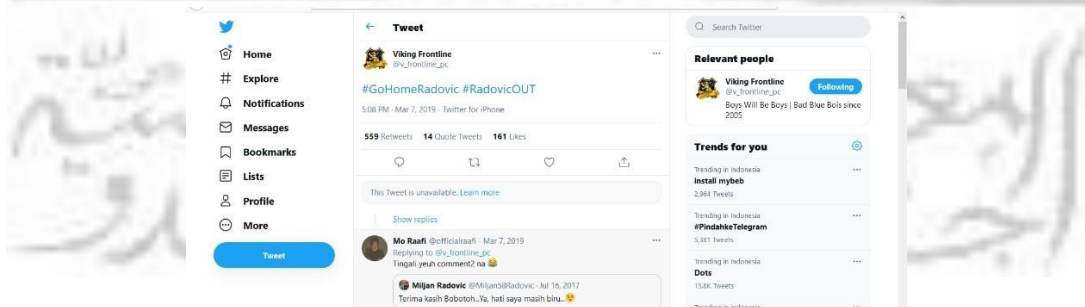 Home
Explore
Notifications
Messages
Bookmarks
Lists
Profile
More
Tweet
Tweet
Viking Frontline
@v_frontline_pc
#GoHomeRadovic #RadovicOUT
5:08 PM · Mar 7, 2019 · Twitter for iPhone
559 Retweets 14 Quote Tweets 161 Likes
This Tweet is unavailable. Learn more
Show replies
Mo Raafi @officialraafi · Mar 7, 2019
Replying to @v_frontline_pc
Tingali yeuh comment2 na 😂
Miljan Radovic @Miljan58Radovic · Jul 16, 2017
Terima kasih Bobotoh..Ya, hati saya masih biru..
Search Twitter
Relevant people
Viking Frontline
@v_frontline_pc
Following
Boys Will Be Boys | Bad Blue Bois since
2005
Trends for you
Trending in Indonesia
install mybeb
2,964 Tweets
Trending in Indonesia
#PindahkeTelegram
5,381 Tweets
Trending in Indonesia
Dots
13.8K Tweets